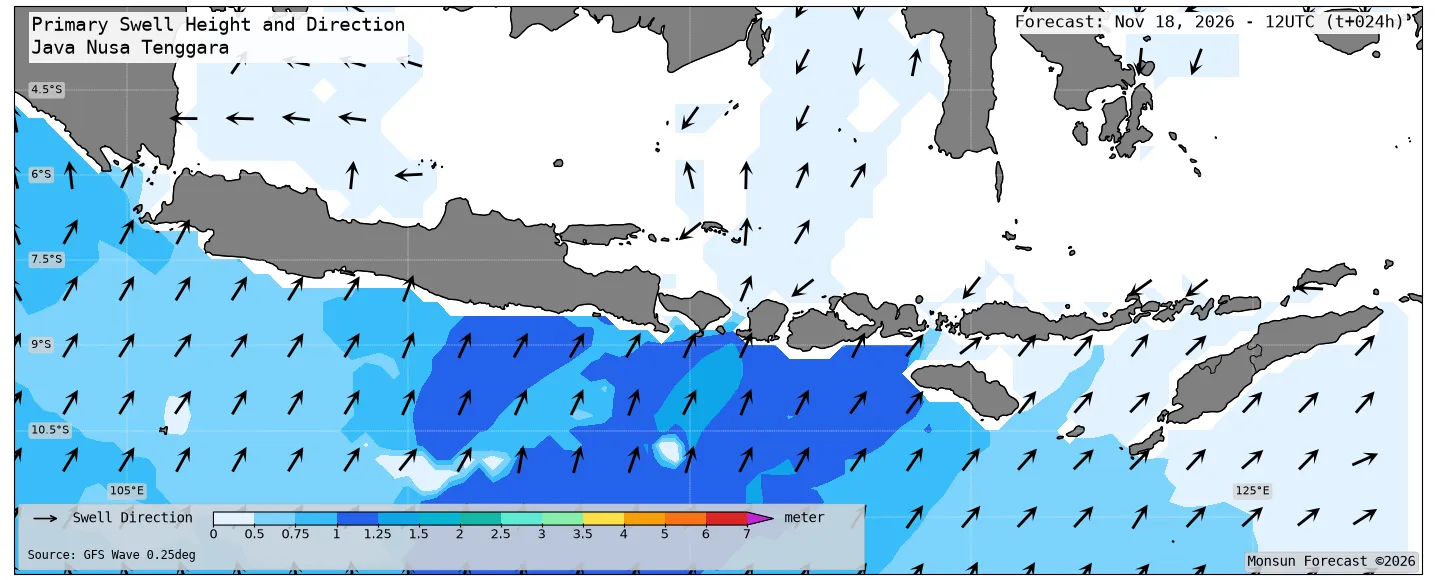 Primary Swell Height and Direction
Java Nusa Tenggara
Forecast: Nov 18, 2026 - 12UTC (t+024h)
4.5°S
6°S
7.5°S
9°S
10.5°S
105°E
125°E
Swell Direction
meter
0 0.5 0.75 1 1.25 1.5 2 2.5 3 3.5 4 5 6 7
Source: GFS Wave 0.25deg
Monsun Forecast ©2026